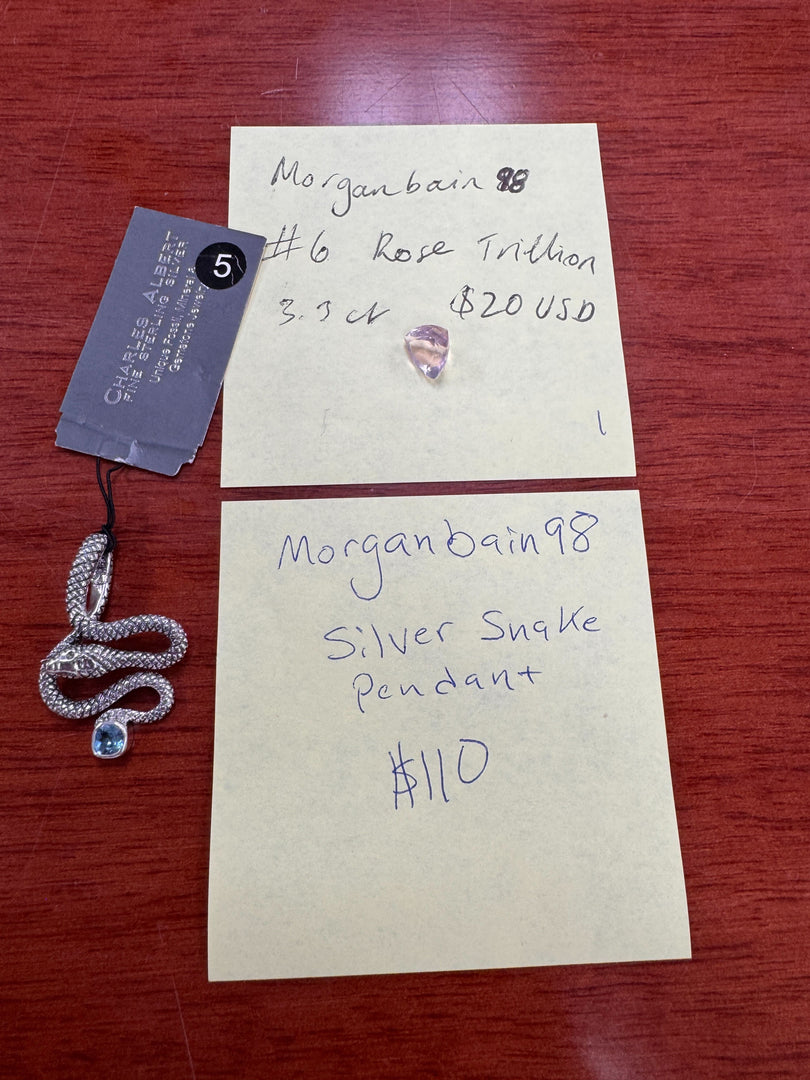 CHARLES ALBERT
FINE STERLING SILVER
Unique Fossil, Mineral &
Gemstone Jewelry
5
Morganbain98
#6 Rose Trillion
3.3 ct $20 USD
1
Morganbain98
Silver Snake
Pendant
$110